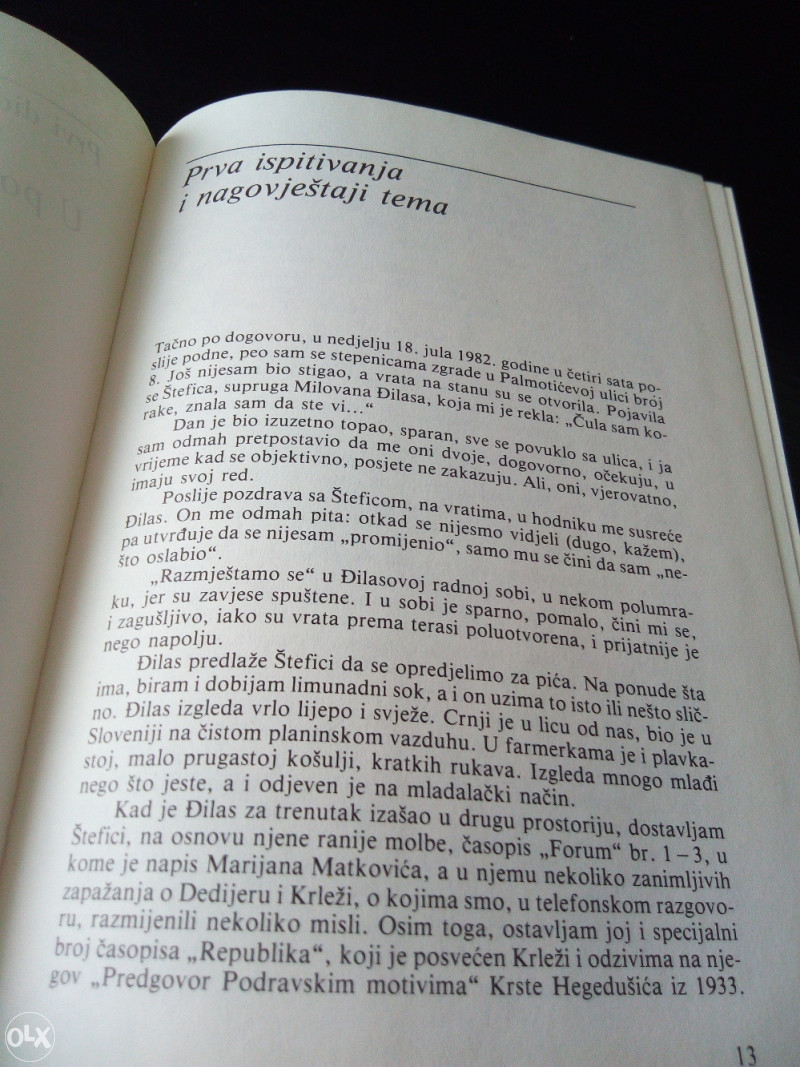 Prvi dio
U po
Prva ispitivanja
i nagovještaji tema
Tačno po dogovoru, u nedjelju 18. jula 1982. godine u četiri sata po-
slije podne, peo sam se stepenicama zgrade u Palmotićevoj ulici broj
8. Još nijesam bio stigao, a vrata na stanu su se otvorila. Pojavila
se Štefica, supruga Milovana Đilasa, koja mi je rekla: „Čula sam ko-
rake, znala sam da ste vi...“
Dan je bio izuzetno topao, sparan, sve se povuklo sa ulica, i ja
sam odmah pretpostavio da me oni dvoje, dogovorno, očekuju, u
vrijeme kad se objektivno, posjete ne zakazuju. Ali, oni, vjerovatno,
imaju svoj red.
Poslije pozdrava sa Šteficom, na vratima, u hodniku me susreće
Đilas. On me odmah pita: otkad se nijesmo vidjeli (dugo, kažem),
pa utvrđuje da se nijesam „promijenio“, samo mu se čini da sam „ne-
što oslabio“.
„Razmještamo se“ u Đilasovoj radnoj sobi, u nekom polumra-
ku, jer su zavjese spuštene. I u sobi je sparno, pomalo, čini mi se,
i zagušljivo, iako su vrata prema terasi poluotvorena, i prijatnije je
nego napolju.
Đilas predlaže Štefici da se opredjelimo za pića. Na ponude šta
ima, biram i dobijam limunadni sok, a i on uzima to isto ili nešto slič-
no. Đilas izgleda vrlo lijepo i svježe. Crnji je u licu od nas, bio je u
Sloveniji na čistom planinskom vazduhu. U farmerkama je i plavka-
stoj, malo prugastoj košulji, kratkih rukava. Izgleda mnogo mlađi
nego što jeste, a i odjeven je na mladalački način.
Kad je Đilas za trenutak izašao u drugu prostoriju, dostavljam
Štefici, na osnovu njene ranije molbe, časopis „Forum“ br. 1–3, u
kome je napis Marijana Matkovića, a u njemu nekoliko zanimljivih
zapažanja o Dedijeru i Krleži, o kojima smo, u telefonskom razgovo-
ru, razmijenili nekoliko misli. Osim toga, ostavljam joj i specijalni
broj časopisa „Republika“, koji je posvećen Krleži i odzivima na nje-
gov „Predgovor Podravskim motivima“ Krste Hegedušića iz 1933.
13
OLX